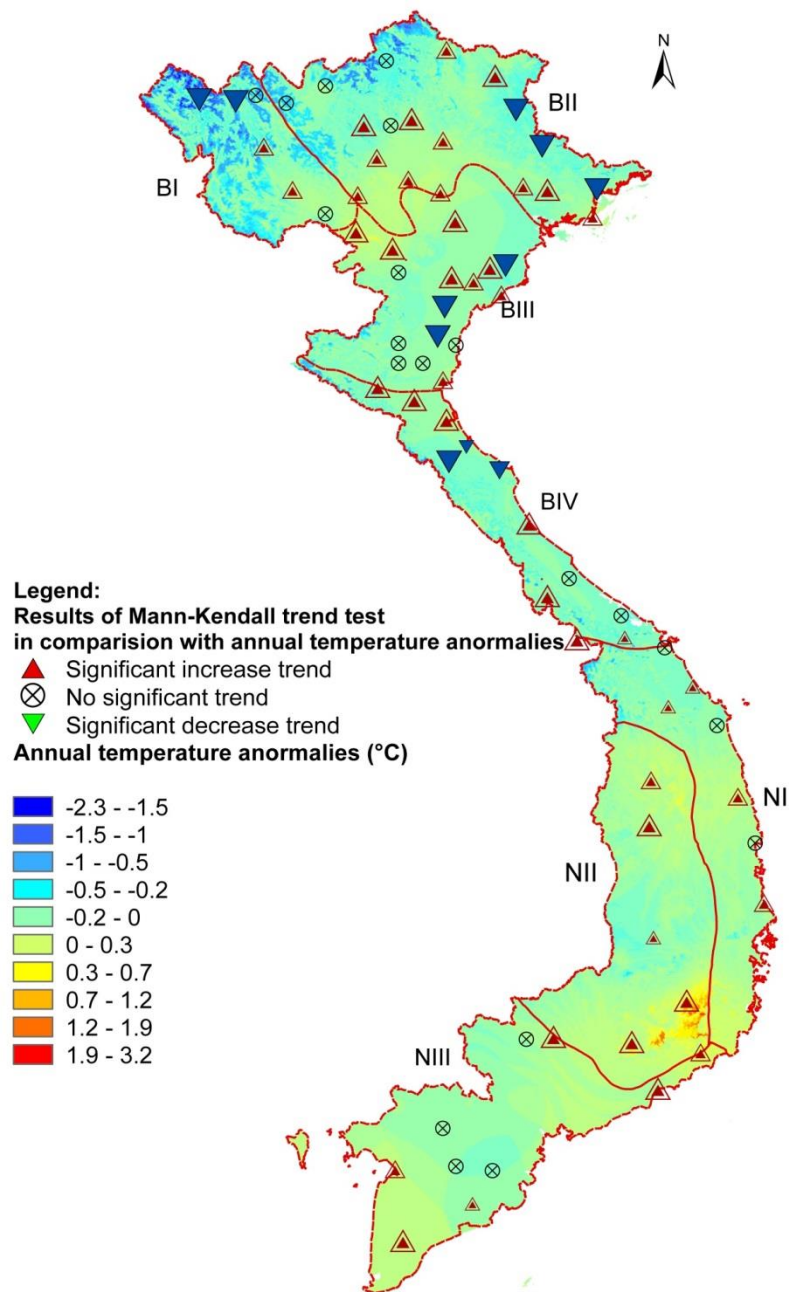 N
BII
BI
BIII
BIV
Legend:
Results of Mann-Kendall trend test
in comparision with annual temperature anormalies
Significant increase trend
No significant trend
Significant decrease trend
Annual temperature anormalies (°C)
-2.3 - -1.5
-1.5 - -1
-1 - -0.5
-0.5 - -0.2
-0.2 - 0
0 - 0.3
0.3 - 0.7
0.7 - 1.2
1.2 - 1.9
1.9 - 3.2
NI
NII
NIII